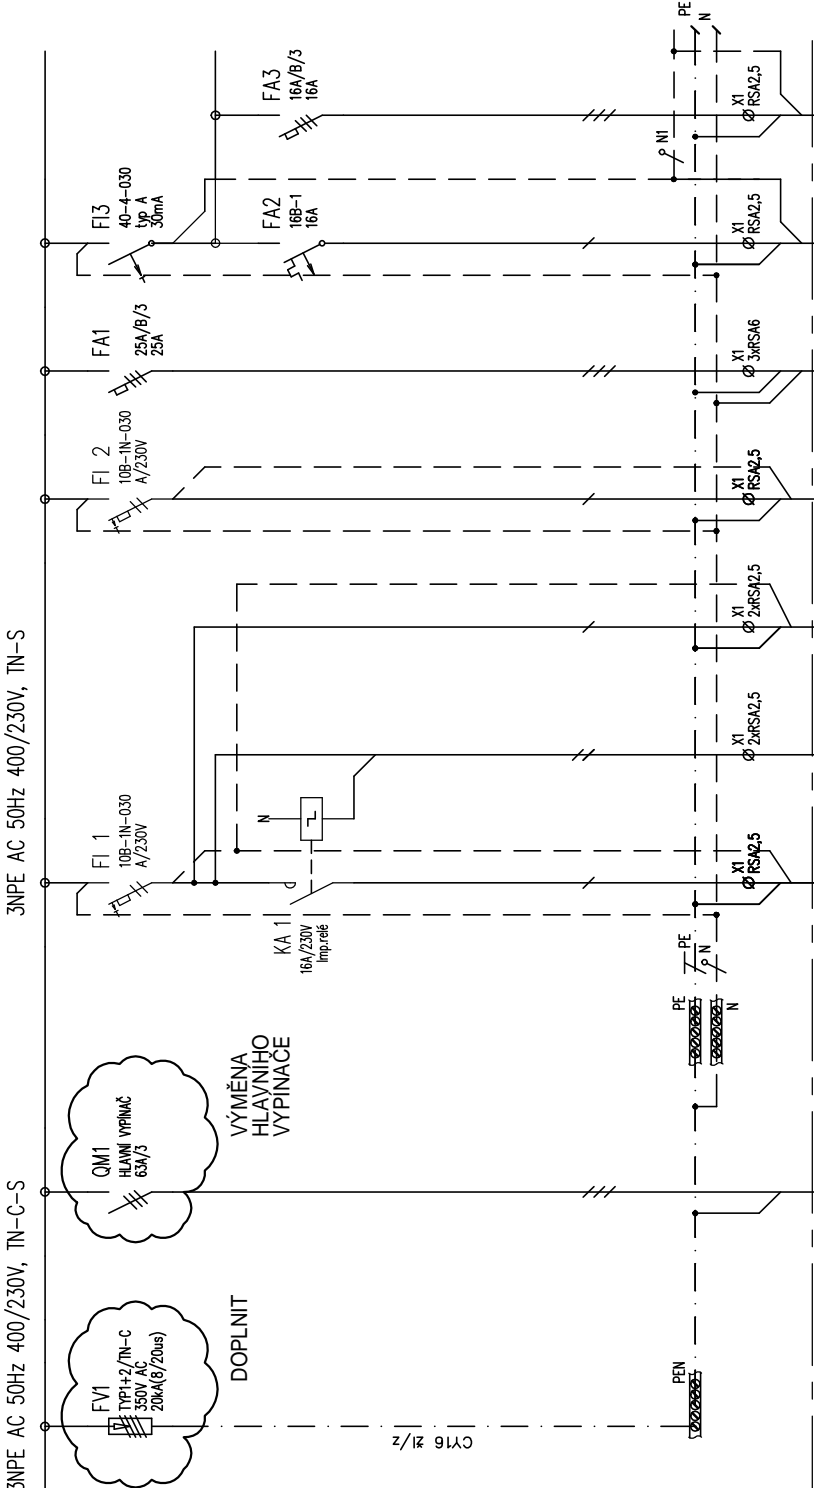 3NPE AC 50Hz 400/230V, TN-C-S
3NPE AC 50Hz 400/230V, TN-S
FV1
TYP1+2/TN-C
350V AC
20kA(8/20us)
DOPLNIT
CY16 žl/z
PEN
QM1
HLAVNÍ VYPÍNAČ
63A/3
VÝMĚNA
HLAVNÍHO
VYPÍNAČE
PE
N
PE
N
FI 1
10B-1N-030
A/230V
KA 1
16A/230V
Imp.relé
N
X1
RSA2,5
X1
2xRSA2,5
X1
2xRSA2,5
FI 2
10B-1N-030
A/230V
X1
RSA2,5
FA1
25A/B/3
25A
X1
3xRSA6
FI3
40-4-030
typ A
30mA
FA2
16B-1
16A
X1
RSA2,5
N1
FA3
16A/B/3
16A
X1
RSA2,5
PE
N